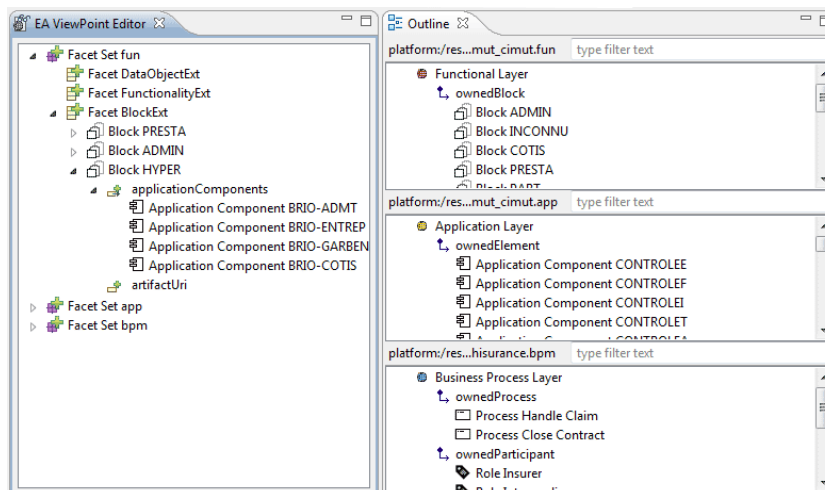 EA ViewPoint Editor
Facet Set fun
Facet DataObjectExt
Facet FunctionalityExt
Facet BlockExt
Block PRESTA
Block ADMIN
Block HYPER
applicationComponents
Application Component BRIO-ADMT
Application Component BRIO-ENTREP
Application Component BRIO-GARBEN
Application Component BRIO-COTIS
artifactUri
Facet Set app
Facet Set bpm
Outline
platform:/res...mut_cimut.fun type filter text
Functional Layer
ownedBlock
Block ADMIN
Block INCONNU
Block COTIS
Block PRESTA
platform:/res...mut_cimut.app type filter text
Application Layer
ownedElement
Application Component CONTROLEE
Application Component CONTROLEF
Application Component CONTROLEI
Application Component CONTROLET
platform:/res...hisurance.bpm type filter text
Business Process Layer
ownedProcess
Process Handle Claim
Process Close Contract
ownedParticipant
Role Insurer